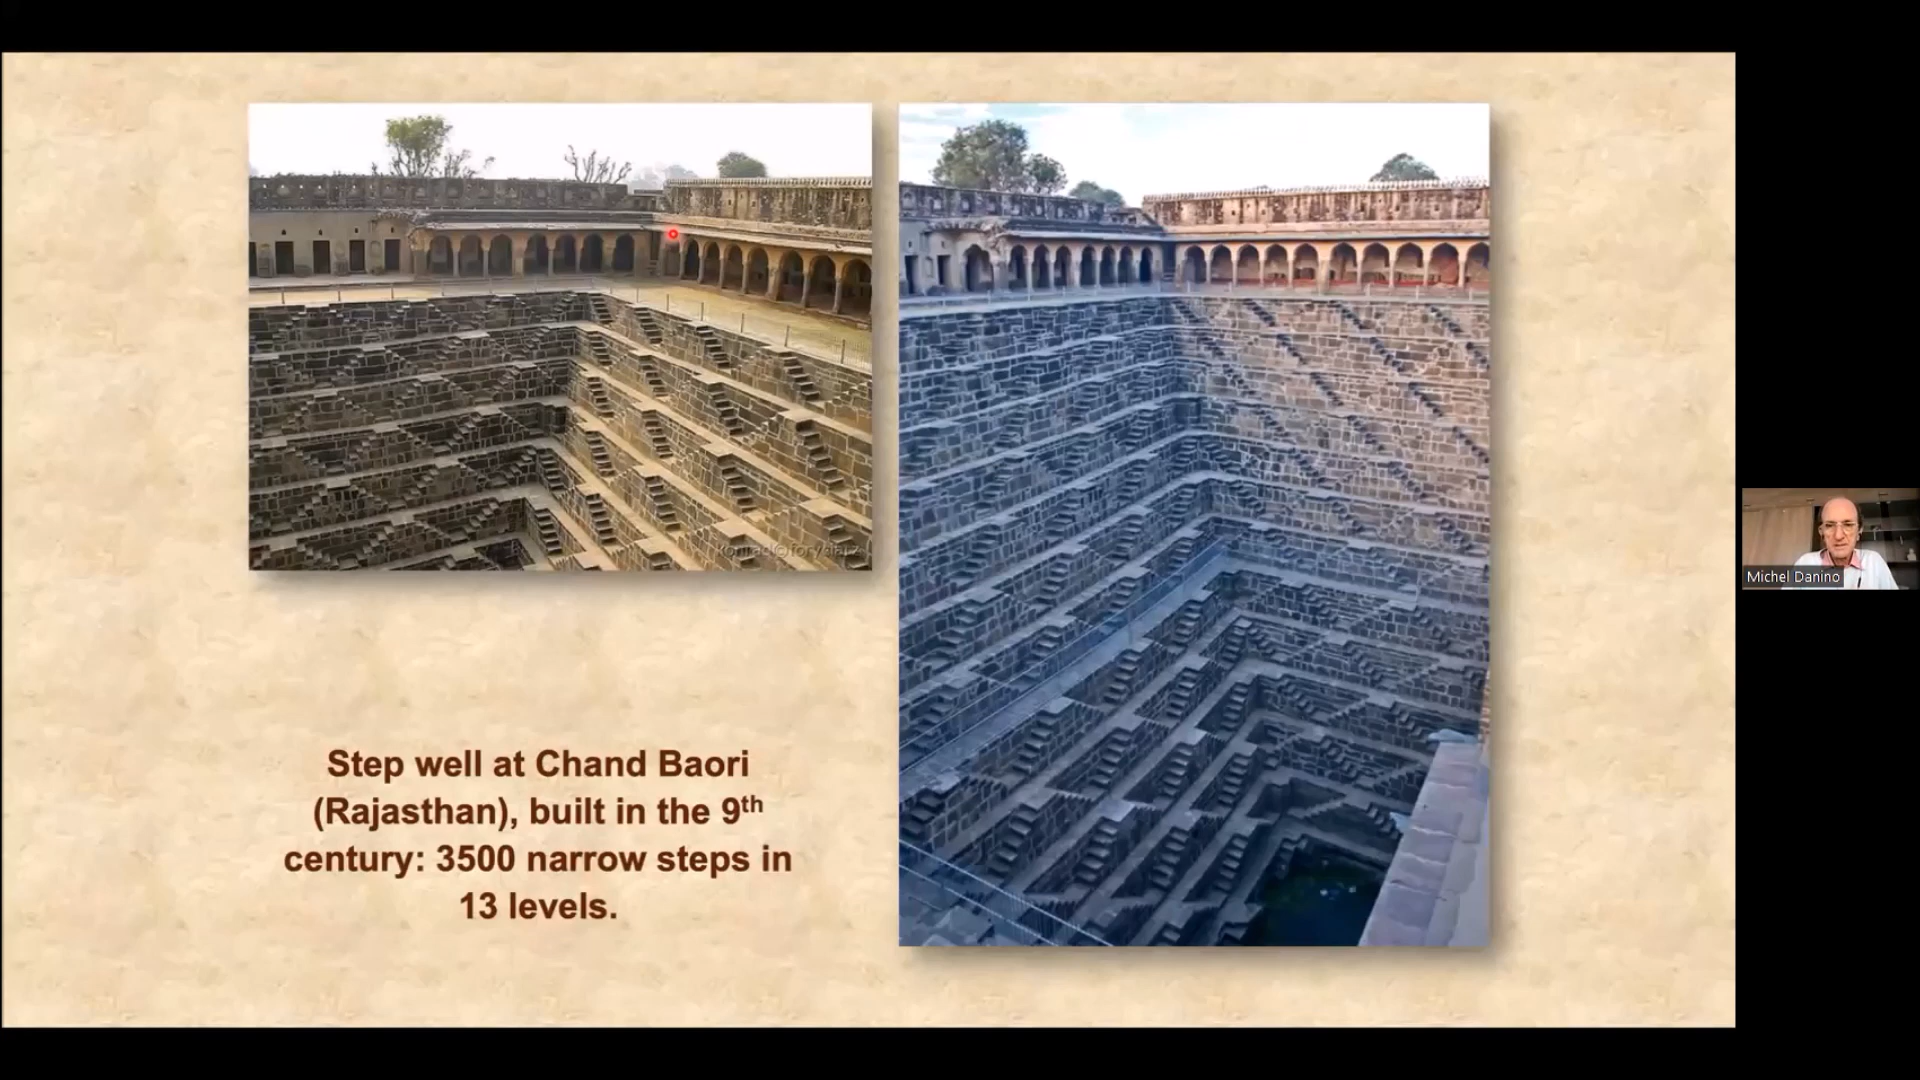 Step well at Chand Baori
(Rajasthan), built in the 9th
century: 3500 narrow steps in
13 levels.
Michel Danino